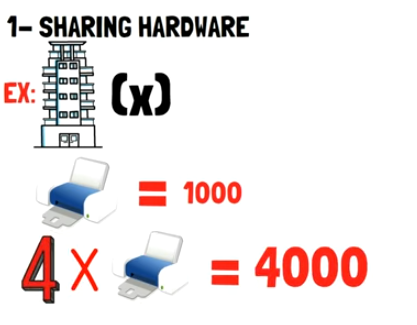 1- SHARING HARDWARE
EX: (x)
= 1000
4 X = 4000